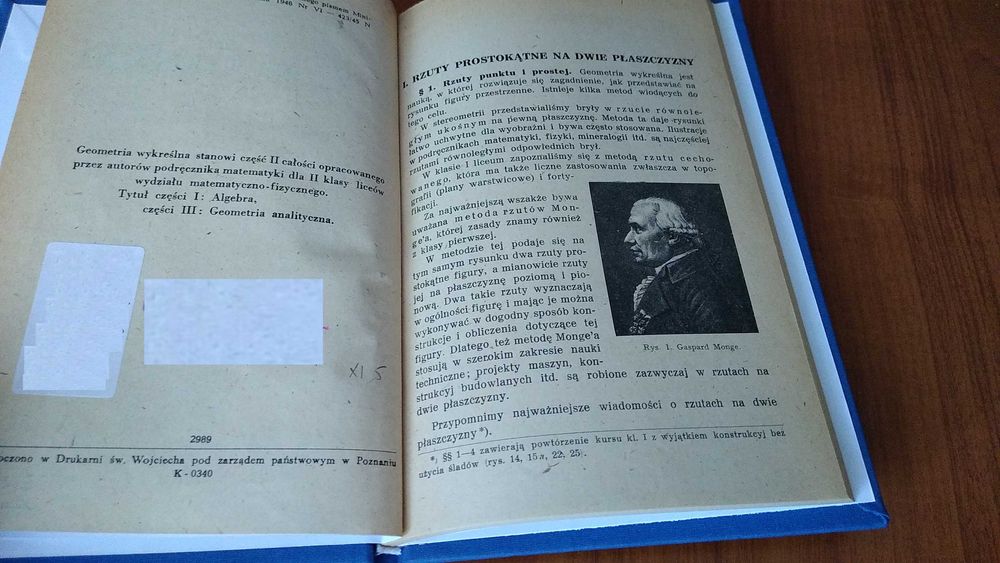 pismem Mini-
1946 Nr VI — 423/45 N
Geometria wykreślna stanowi część II całości opracowanego
przez autorów podręcznika matematyki dla II klasy liceów
wydziału matematyczno-fizycznego.
Tytuł części I: Algebra,
części III: Geometria analityczna.
XI 5
2989
oczono w Drukarni św. Wojciecha pod zarządem państwowym w Poznaniu
K-0340
I. RZUTY PROSTOKĄTNE NA DWIE PŁASZCZYZNY
§ 1. Rzuty punktu i prostej. Geometria wykreślna jest
nauką, w której rozwiązuje się zagadnienie, jak przedstawiać na
rysunku figury przestrzenne. Istnieje kilka metod wiodących do
tego celu.
W stereometrii przedstawialiśmy bryły w rzucie równole-
głym ukośnym na pewną płaszczyznę. Metoda ta daje rysunki
łatwo uchwytne dla wyobraźni i bywa często stosowana. Ilustracje
w podręcznikach matematyki, fizyki, mineralogii itd. są najczęściej
rzutami równoległymi odpowiednich brył.
W klasie I liceum zapoznaliśmy się z metodą rzutu cecho-
wanego, która ma także liczne zastosowania zwłaszcza w topo-
grafii (plany warstwicowe) i forty-
fikacji.
Za najważniejszą wszakże bywa
uważana metoda rzutów Mon-
ge'a, której zasady znamy również
z klasy pierwszej.
W metodzie tej podaje się na
tym samym rysunku dwa rzuty pro-
stokątne figury, a mianowicie rzuty
jej na płaszczyznę poziomą i pio-
nową. Dwa takie rzuty wyznaczają
w ogólności figurę i mając je można
wykonywać w dogodny sposób kon-
strukcje i obliczenia dotyczące tej
figury. Dlatego też metodę Monge'a
stosują w szerokim zakresie nauki
techniczne; projekty maszyn, kon-
strukcyj budowlanych itd. są robione zazwyczaj w rzutach na
dwie płaszczyzny.
Rys. 1. Gaspard Monge.
Przypomnimy najważniejsze wiadomości o rzutach na dwie
płaszczyzny*).
*, §§ 1—4 zawierają powtórzenie kursu kl. I z wyjątkiem konstrukcyj bez
użycia śladów (rys. 14, 22, 25).